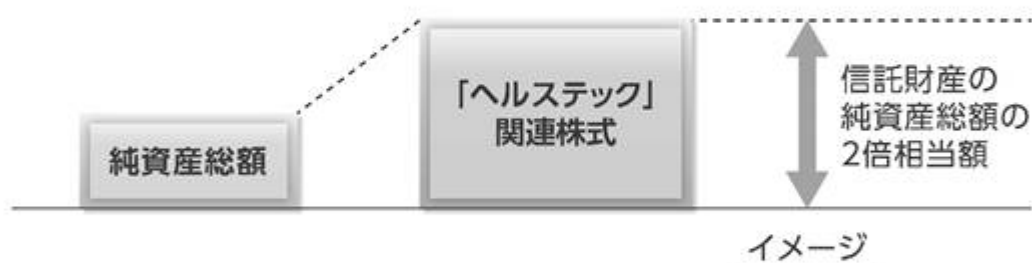 純資産総額
「ヘルステック」
関連株式
信託財産の
純資産総額の
2倍相当額
イメージ